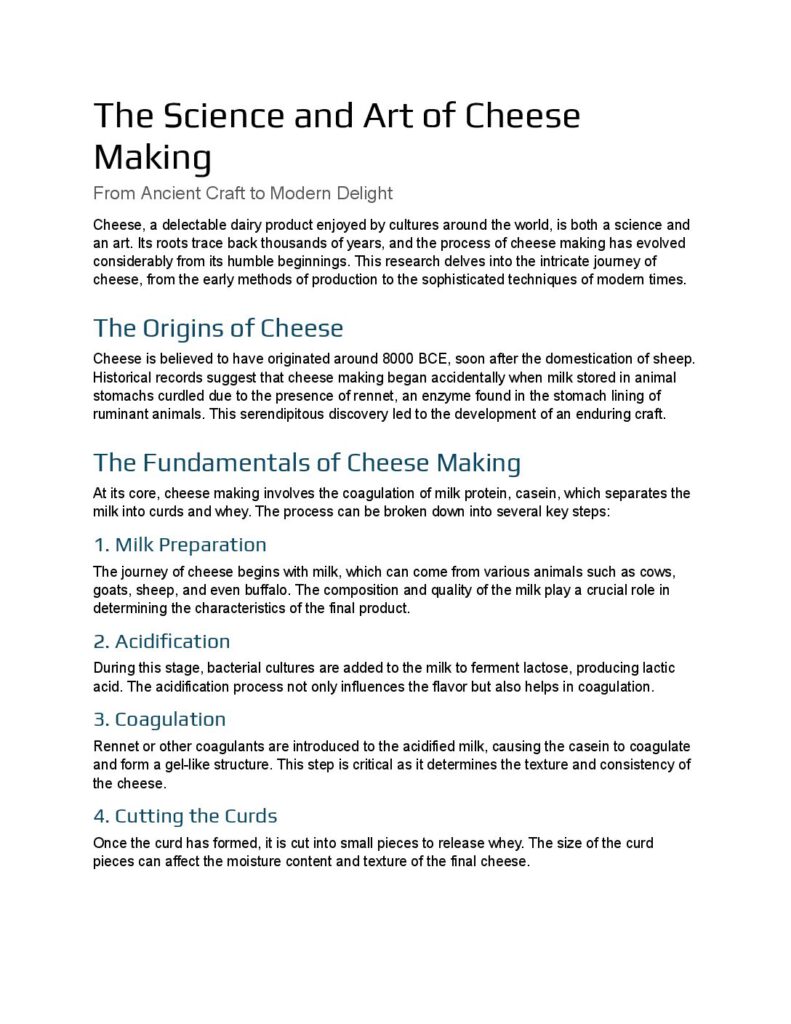 The Science and Art of Cheese
Making
From Ancient Craft to Modern Delight
Cheese, a delectable dairy product enjoyed by cultures around the world, is both a science and
an art. Its roots trace back thousands of years, and the process of cheese making has evolved
considerably from its humble beginnings. This research delves into the intricate journey of
cheese, from the early methods of production to the sophisticated techniques of modern times.
The Origins of Cheese
Cheese is believed to have originated around 8000 BCE, soon after the domestication of sheep.
Historical records suggest that cheese making began accidentally when milk stored in animal
stomachs curdled due to the presence of rennet, an enzyme found in the stomach lining of
ruminant animals. This serendipitous discovery led to the development of an enduring craft.
The Fundamentals of Cheese Making
At its core, cheese making involves the coagulation of milk protein, casein, which separates the
milk into curds and whey. The process can be broken down into several key steps:
1. Milk Preparation
The journey of cheese begins with milk, which can come from various animals such as cows,
goats, sheep, and even buffalo. The composition and quality of the milk play a crucial role in
determining the characteristics of the final product.
2. Acidification
During this stage, bacterial cultures are added to the milk to ferment lactose, producing lactic
acid. The acidification process not only influences the flavor but also helps in coagulation.
3. Coagulation
Rennet or other coagulants are introduced to the acidified milk, causing the casein to coagulate
and form a gel-like structure. This step is critical as it determines the texture and consistency of
the cheese.
4. Cutting the Curds
Once the curd has formed, it is cut into small pieces to release whey. The size of the curd
pieces can affect the moisture content and texture of the final cheese.